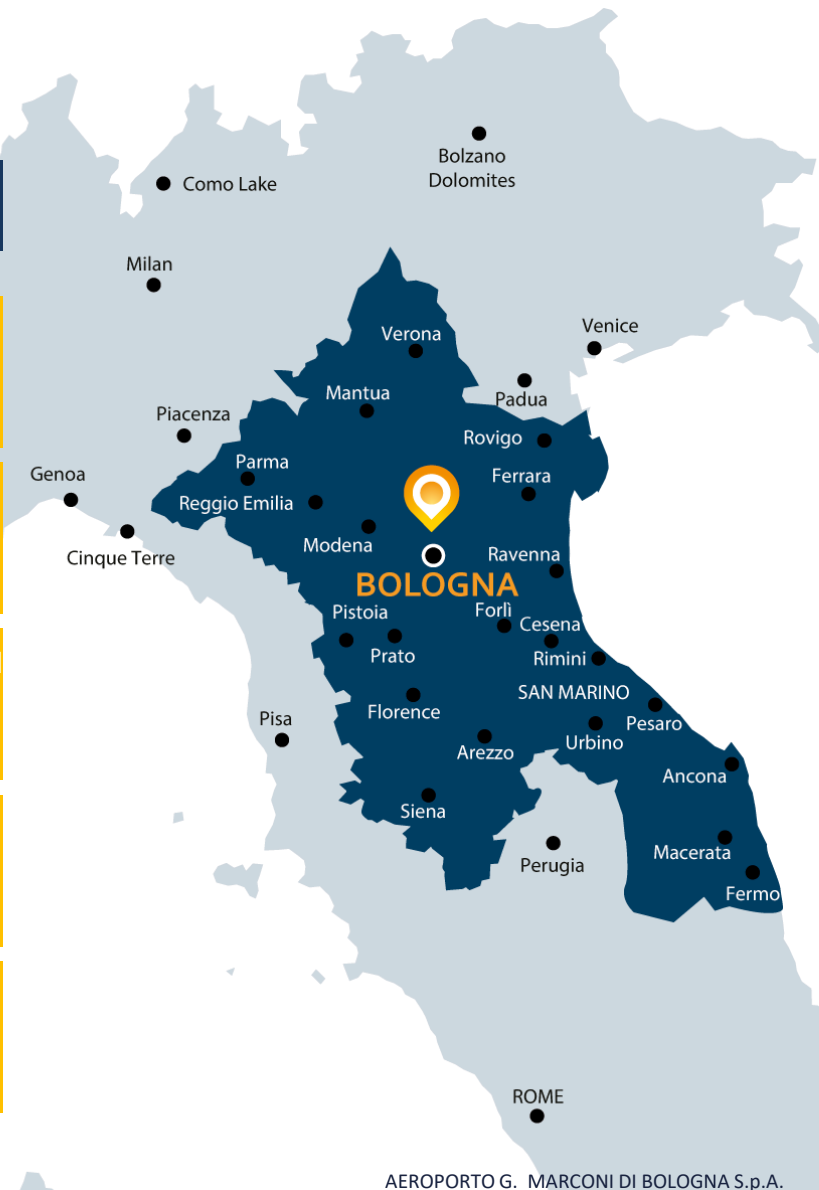 Bolzano
Dolomites
Como Lake
Milan
Venice
Verona
Padua
Mantua
Piacenza
Rovigo
Parma
Genoa
Ferrara
Reggio Emilia
Modena
Cinque Terre
Ravenna
BOLOGNA
Pistoia
Forlì
Cesena
Prato
Rimini
SAN MARINO
Florence
Pisa
Pesaro
Urbino
Arezzo
Ancona
Siena
Macerata
Perugia
Fermo
ROME
AEROPORTO G. MARCONI DI BOLOGNA S.p.A.